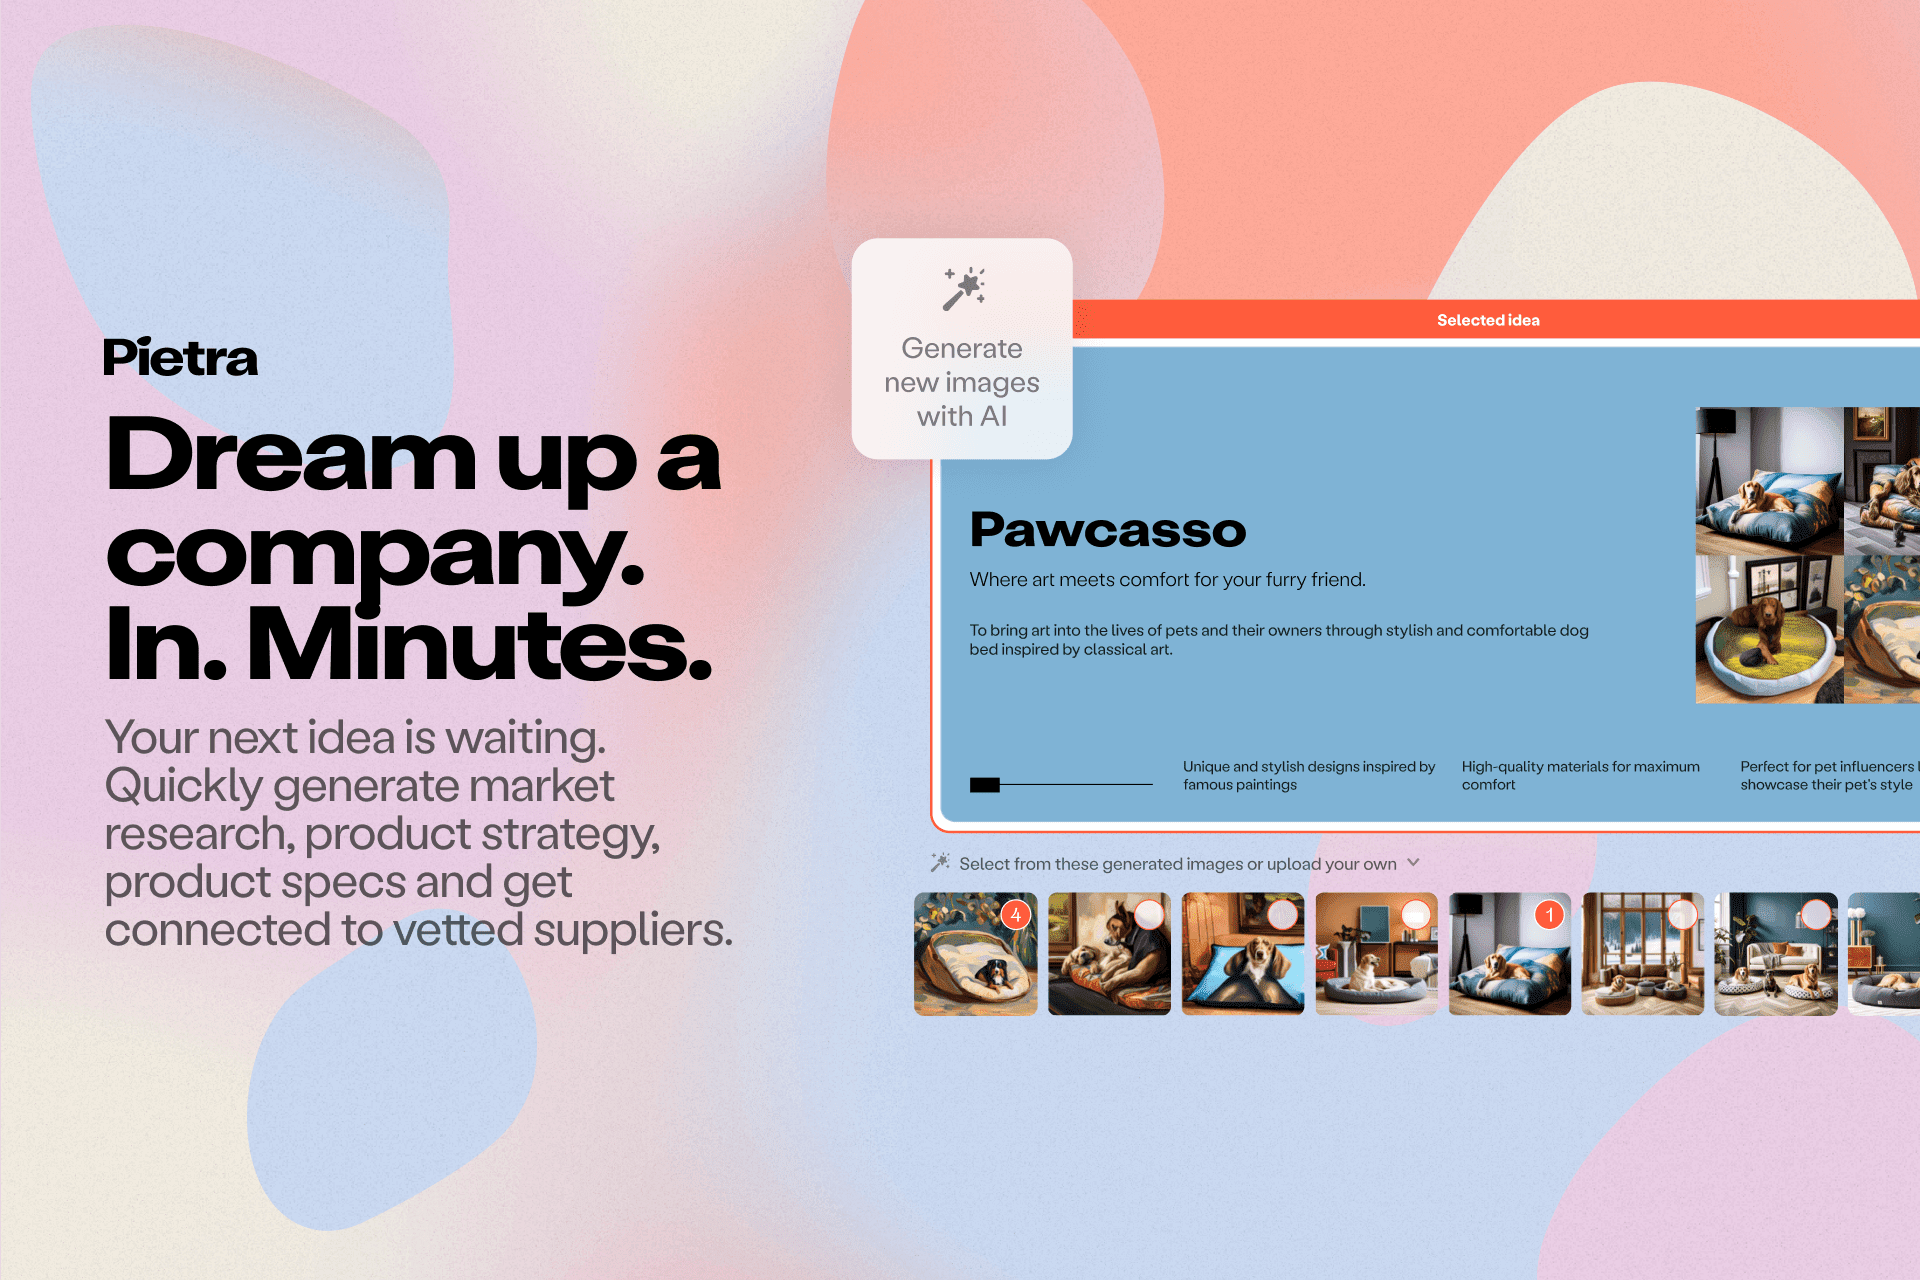 Pietra
Dream up a
company.
In. Minutes.
Your next idea is waiting.
Quickly generate market
research, product strategy,
product specs and get
connected to vetted suppliers.
Generate
new images
with AI
Selected idea
Pawcasso
Where art meets comfort for your furry friend.
To bring art into the lives of pets and their owners through stylish and comfortable dog
bed inspired by classical art.
Unique and stylish designs inspired by
famous paintings
High-quality materials for maximum
comfort
Perfect for pet influencers
showcase their pet's style
Select from these generated images or upload your own
4
1